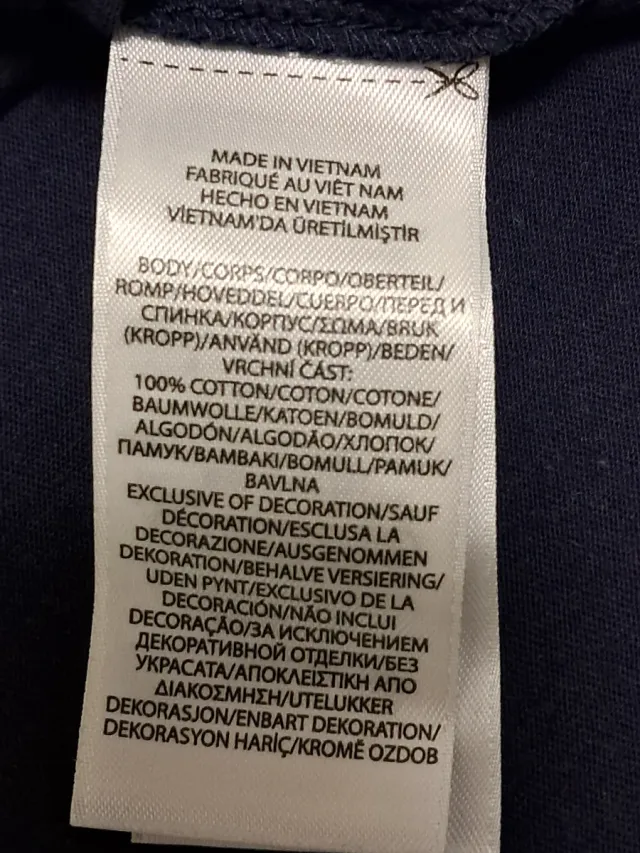 MADE IN VIETNAM
FABRIQUÉ AU VIÊT NAM
HECHO EN VIETNAM
VİETNAM'DA ÜRETİLMİŞTİR
BODY/CORPS/CORPO/OBERTEIL/
ROMP/HOVEDDEL/CUERPO/ПЕРЕД И
СПИНКА/КОРПУС/ΣΩΜΑ/BRUK
(KROPP)/ANVÄND (KROPP)/BEDEN/
VRCHNÍ ČÁST:
100% COTTON/COTON/COTONE/
BAUMWOLLE/KATOEN/BOMULD/
ALGODÓN/ALGODÃO/ХЛОПОК/
ПАМУК/BAMBAKI/BOMULL/PAMUK/
BAVLNA
EXCLUSIVE OF DECORATION/SAUF
DÉCORATION/ESCLUSA LA
DECORAZIONE/AUSGENOMMEN
DEKORATION/BEHALVE VERSIERING/
UDEN PYNT/EXCLUSIVO DE LA
DECORACIÓN/NÃO INCLUI
DECORAÇÃO/ЗА ИСКЛЮЧЕНИЕМ
ДЕКОРАТИВНОЙ ОТДЕЛКИ/БЕЗ
УКРАСАТА/ΑΠΟΚΛΕΙΣΤΙΚΗ ΑΠΟ
ΔΙΑΚΟΣΜΗΣΗ/UTELUKKER
DEKORASJON/ENBART DEKORATION/
DEKORASYON HARİÇ/KROMĚ OZDOB